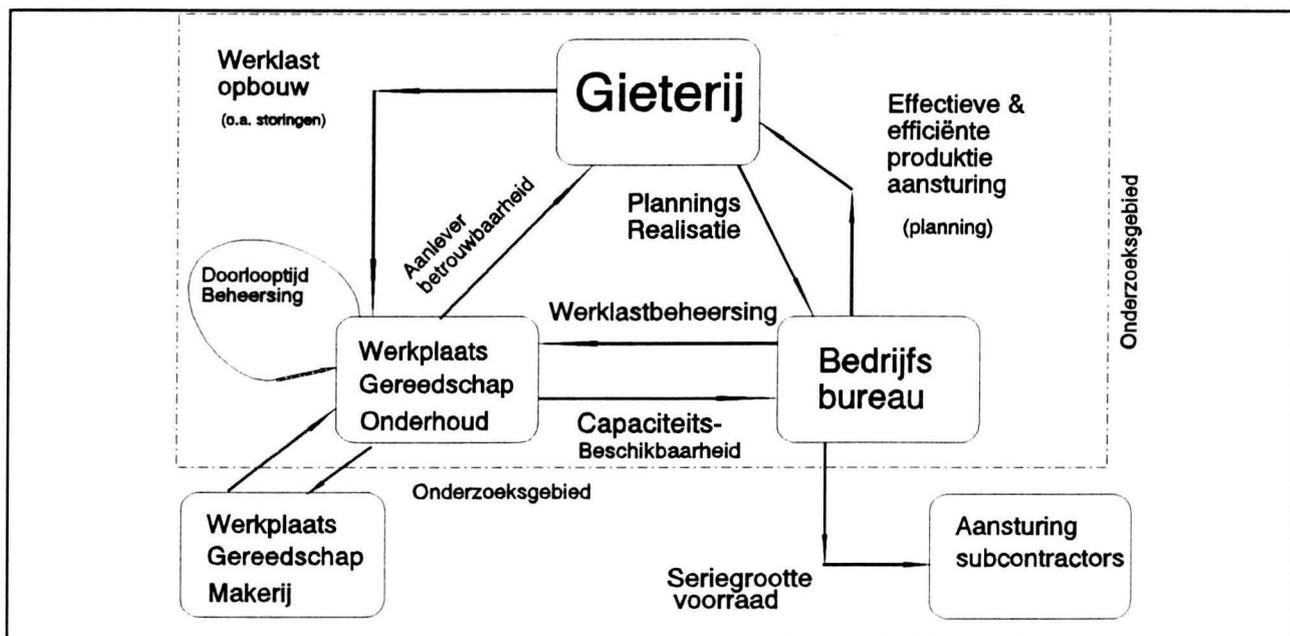 Werklast
opbouw
(o.a. storingen)
Gieterij
Effectieve &
efficiënte
produktie
aansturing
(planning)
Onderzoeksgebied
Aanlever
betrouwbaarheid
Plannings
Realisatie
Doorlooptijd
Beheersing
Werklastbeheersing
Werkplaats
Gereedschap
Onderhoud
Bedrijfs
bureau
Capaciteits-
Beschikbaarheid
Onderzoeksgebied
Werkplaats
Gereedschap
Makerij
Aansturing
subcontractors
Seriegrootte
voorraad